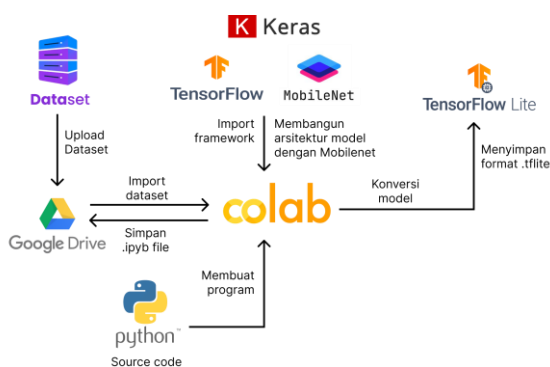 Keras
TensorFlow
MobileNet
Dataset
TensorFlow Lite
Upload
Dataset
Import
framework
Membangun
arsitektur model
dengan Mobilenet
Menyimpan
format .tflite
Import
dataset
colab
Konversi
model
Google Drive
Simpan
.ipyb file
Membuat
program
python™
Source code